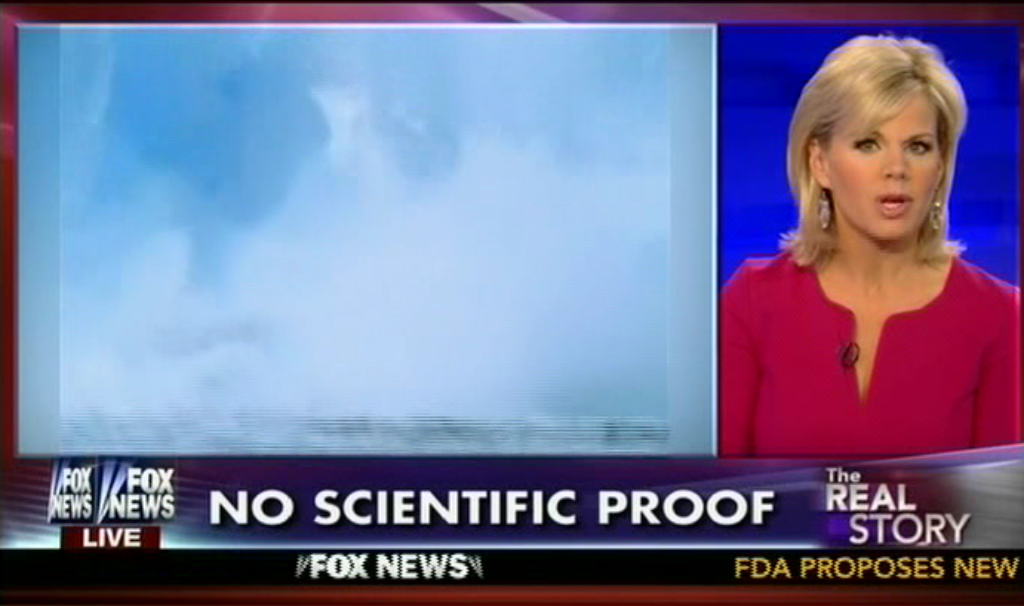 FOX NEWS
FOX NEWS
LIVE
NO SCIENTIFIC PROOF
The REAL STORY
FOX NEWS
FDA PROPOSES NEW